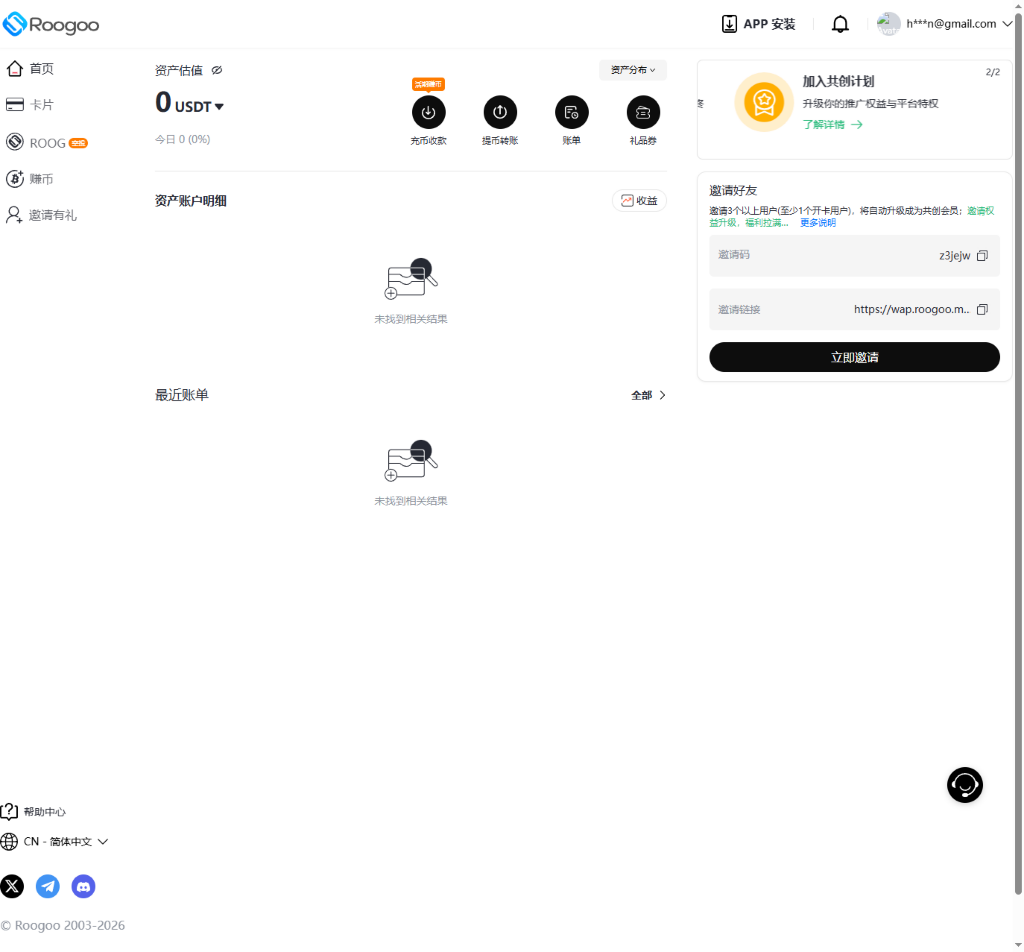 Roogoo
APP 安装
h***n@gmail.com
首页
卡片
ROOG 空投
赚币
邀请有礼
资产估值
资产分布
0 USDT
今日 0 (0%)
充币收款
提币转账
账单
礼品券
资产账户明细
收益
未找到相关结果
最近账单
全部
未找到相关结果
2/2
加入共创计划
升级你的推广权益与平台特权
了解详情
邀请好友
邀请3个以上用户(至少1个开卡用户)，将自动升级成为共创会员；邀请权
益升级，福利拉满... 更多说明
邀请码
z3jejw
邀请链接
https://wap.roogoo.m..
立即邀请
帮助中心
CN - 简体中文
© Roogoo 2003-2026